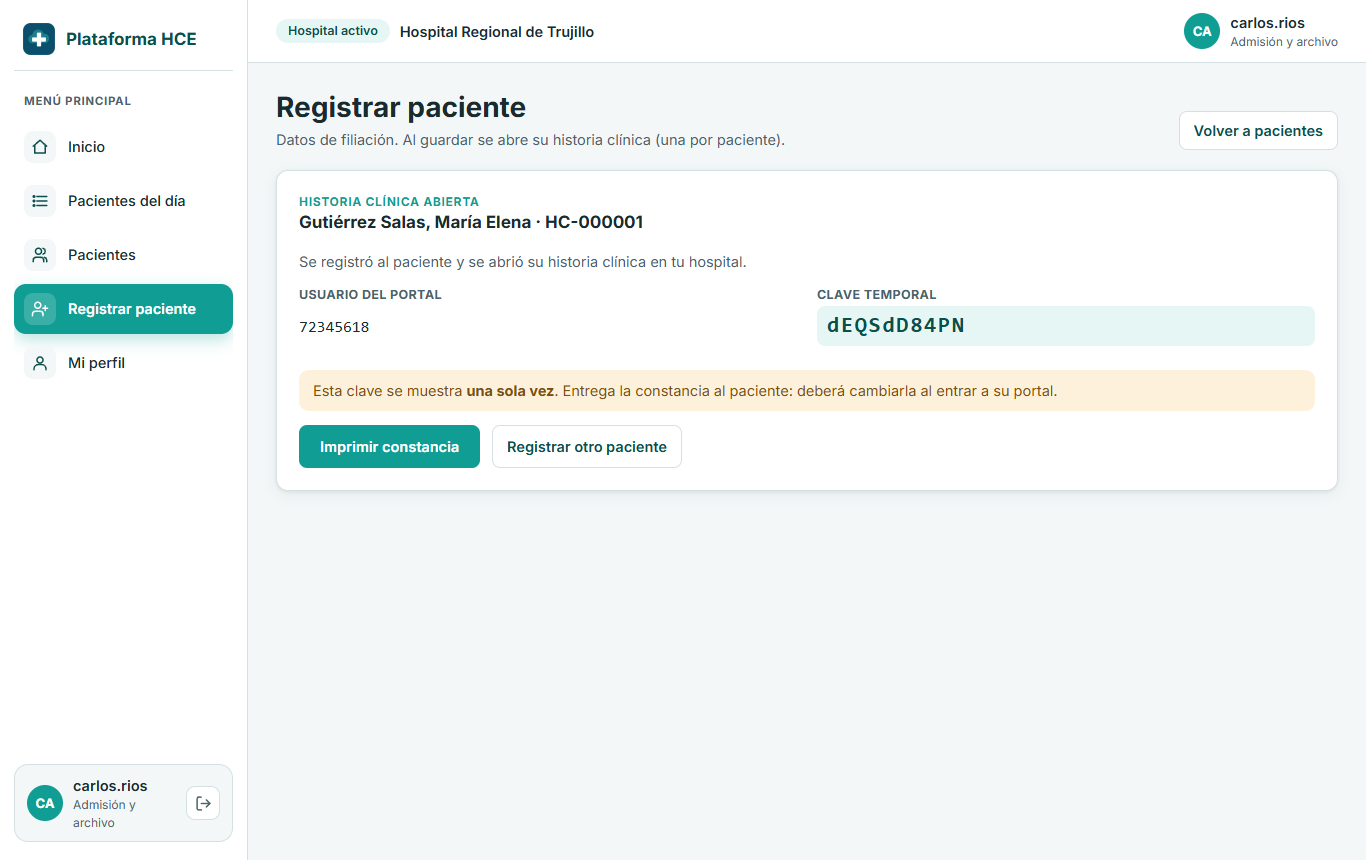 Plataforma HCE
MENÚ PRINCIPAL
Inicio
Pacientes del día
Pacientes
Registrar paciente
Mi perfil
CA
carlos.rios
Admisión y
archivo
Hospital activo
Hospital Regional de Trujillo
CA
carlos.rios
Admisión y archivo
Registrar paciente
Datos de filiación. Al guardar se abre su historia clínica (una por paciente).
Volver a pacientes
HISTORIA CLÍNICA ABIERTA
Gutiérrez Salas, María Elena · HC-000001
Se registró al paciente y se abrió su historia clínica en tu hospital.
USUARIO DEL PORTAL
72345618
CLAVE TEMPORAL
dEQSdD84PN
Esta clave se muestra una sola vez. Entrega la constancia al paciente: deberá cambiarla al entrar a su portal.
Imprimir constancia
Registrar otro paciente